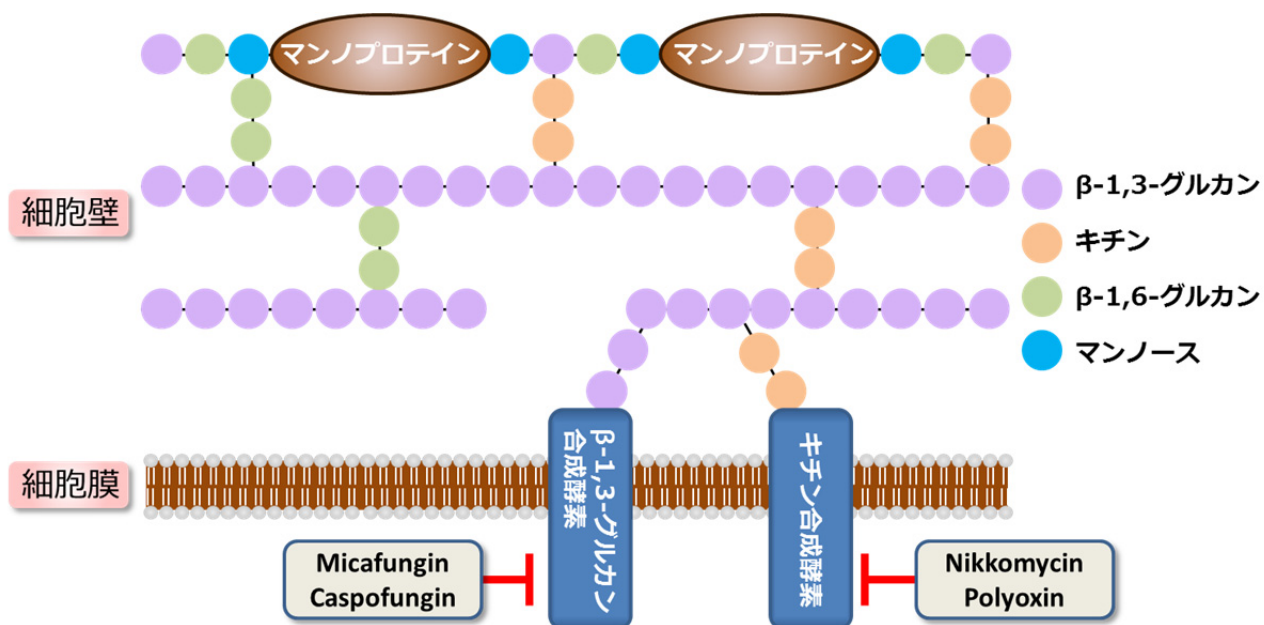 マンノプロテイン
マンノプロテイン
細胞壁
β-1,3-グルカン
キチン
β-1,6-グルカン
マンノース
細胞膜
β-1,3-グルカン
合成酵素
キチン合成酵素
Micafungin
Caspofungin
Nikkomycin
Polyoxin